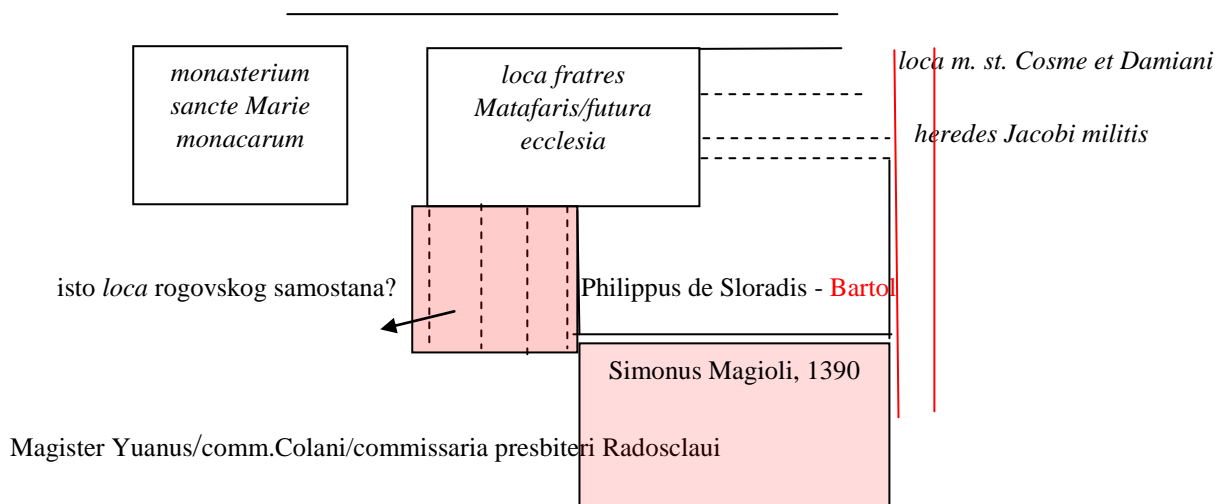 monasterium
sancte Marie
monacarum
loca fratres
Matafaris/futura
ecclesia
loca m. st. Cosme et Damiani
heredes Jacobi militis
isto loca rogovskog samostana?
Philippus de Sloradis - Bartol
Simonus Magioli, 1390
Magister Yuanus/comm.Colani/commissaria presbiteri Radosclaui